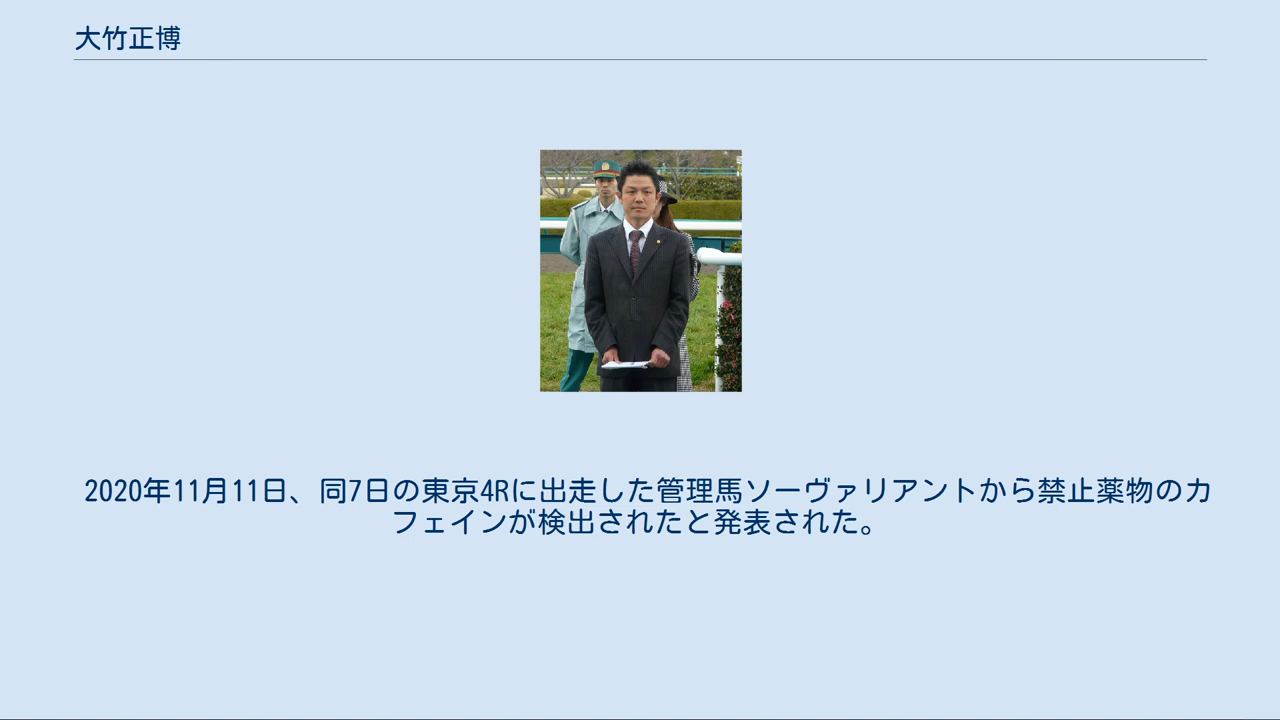 大竹正博
2020年11月11日、同7日の東京4Rに出走した管理馬ソーヴァリアントから禁止薬物のカ
フェインが検出されたと発表された。